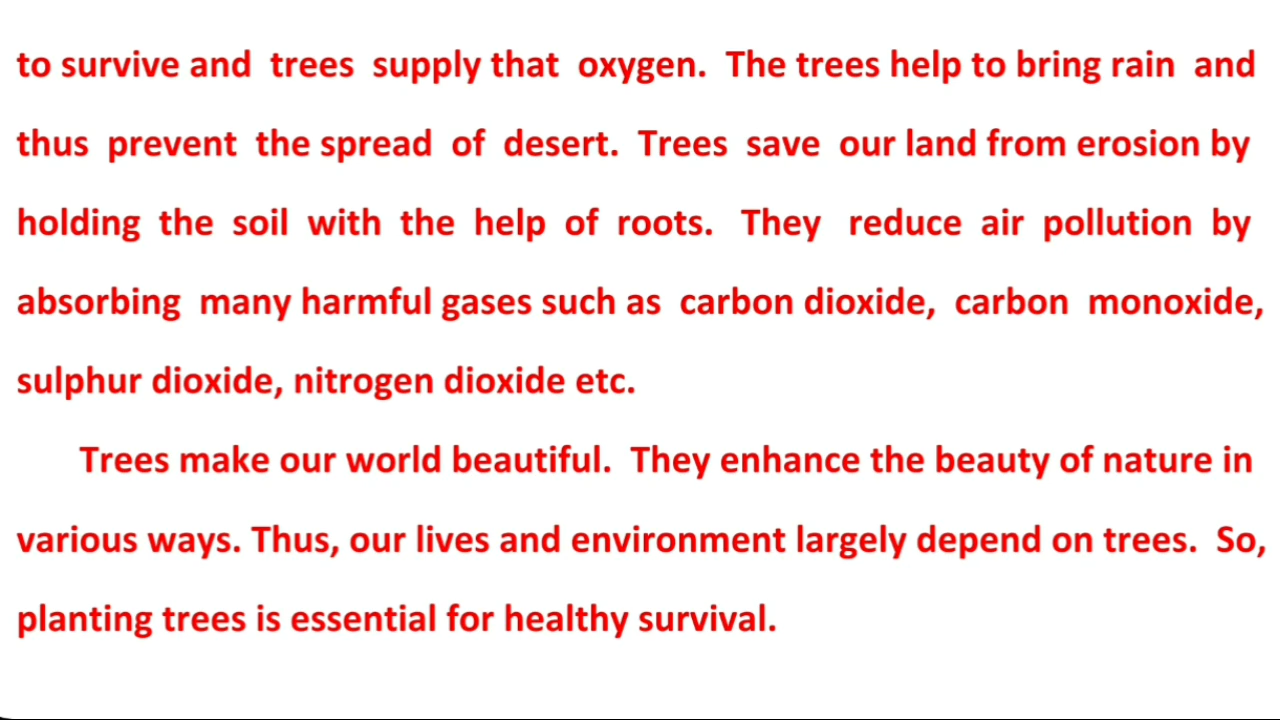 to survive and trees supply that oxygen. The trees help to bring rain and
thus prevent the spread of desert. Trees save our land from erosion by
holding the soil with the help of roots. They reduce air pollution by
absorbing many harmful gases such as carbon dioxide, carbon monoxide,
sulphur dioxide, nitrogen dioxide etc.
Trees make our world beautiful. They enhance the beauty of nature in
various ways. Thus, our lives and environment largely depend on trees. So,
planting trees is essential for healthy survival.